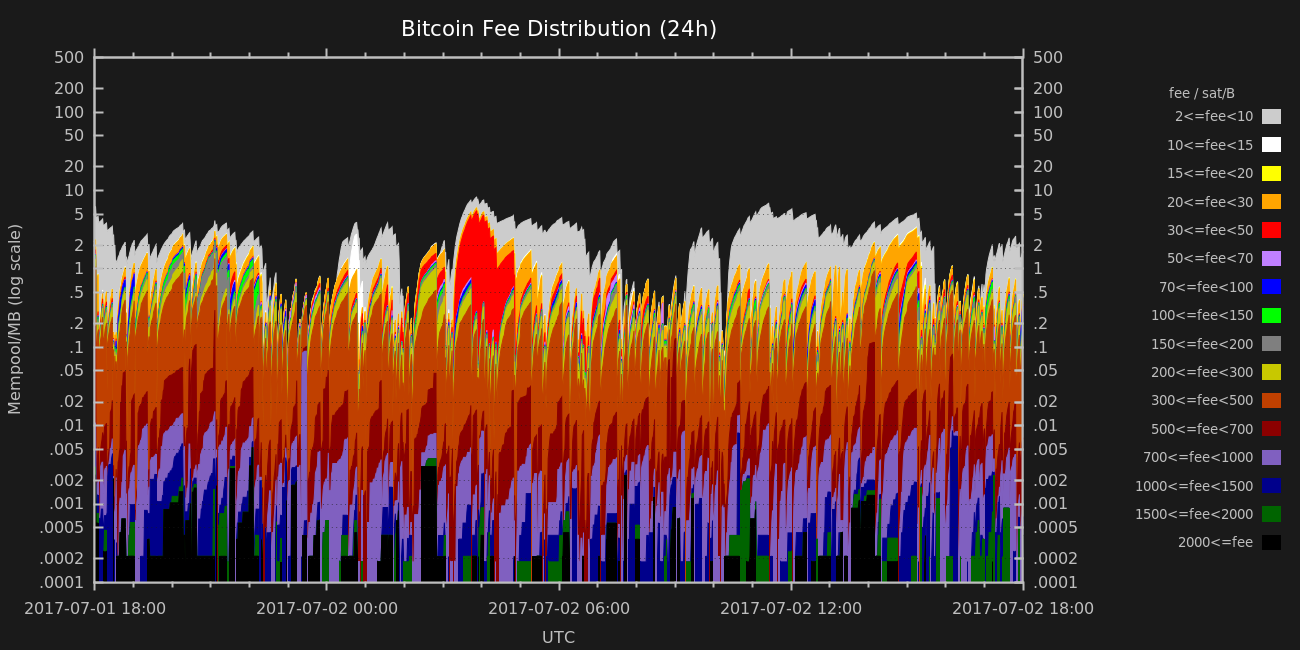 Bitcoin Fee Distribution (24h)
500 500
200 200
100 100
50 50
20 20
10 10
5 5
2 2
1 1
.5 .5
.2 .2
.1 .1
.05 .05
.02 .02
.01 .01
.005 .005
.002 .002
.001 .001
.0005 .0005
.0002 .0002
.0001 .0001
Mempool/MB (log scale)
2017-07-01 18:00 2017-07-02 00:00 2017-07-02 06:00 2017-07-02 12:00 2017-07-02 18:00
UTC
fee / sat/B
2<=fee<10
10<=fee<15
15<=fee<20
20<=fee<30
30<=fee<50
50<=fee<70
70<=fee<100
100<=fee<150
150<=fee<200
200<=fee<300
300<=fee<500
500<=fee<700
700<=fee<1000
1000<=fee<1500
1500<=fee<2000
2000<=fee